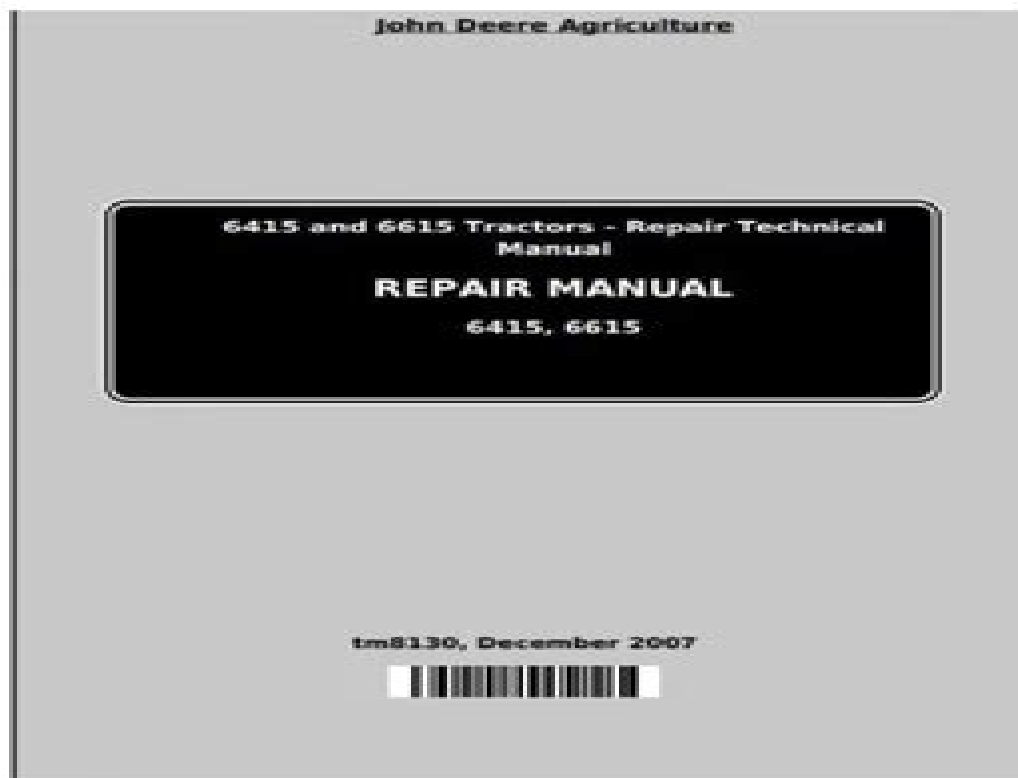 John Deere Agriculture
6415 and 6615 Tractors - Repair Technical
Manual
REPAIR MANUAL
6415, 6615
tm8130, December 2007